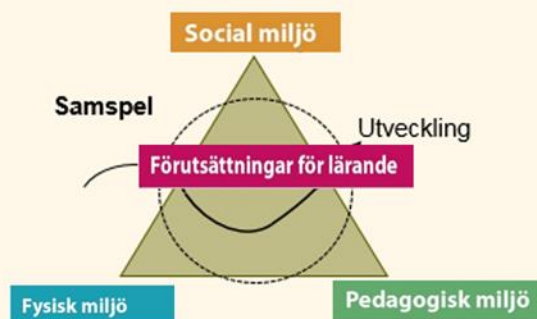 Social miljö
Samspel
Utveckling
Förutsättningar för lärande
Fysisk miljö
Pedagogisk miljö